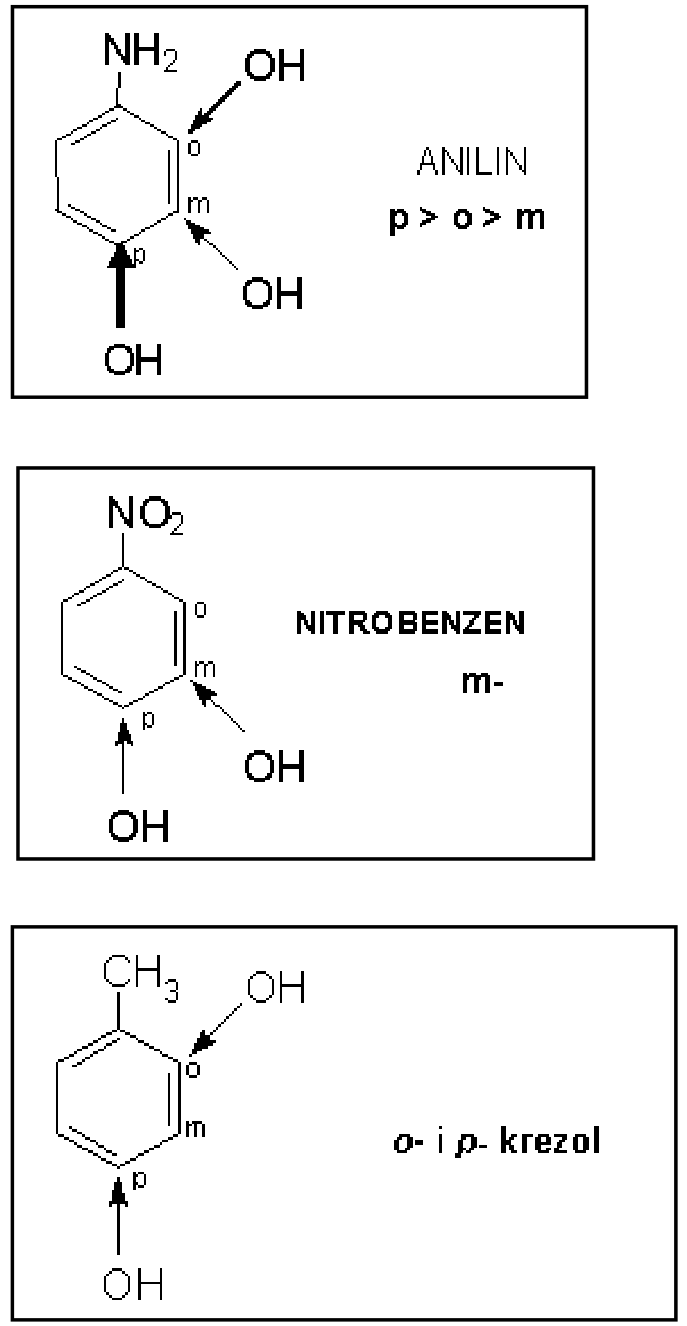 NH2
OH
o
ANILIN
m
p > o > m
p
OH
OH
NO2
o
NITROBENZEN
m
m-
p
OH
OH
CH3
OH
o
m
o- i p- krezol
p
OH